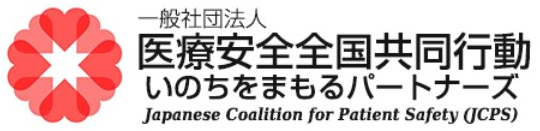 一般社団法人
医療安全全国共同行動
いのちをまもるパートナーズ
Japanese Coalition for Patient Safety (JCPS)